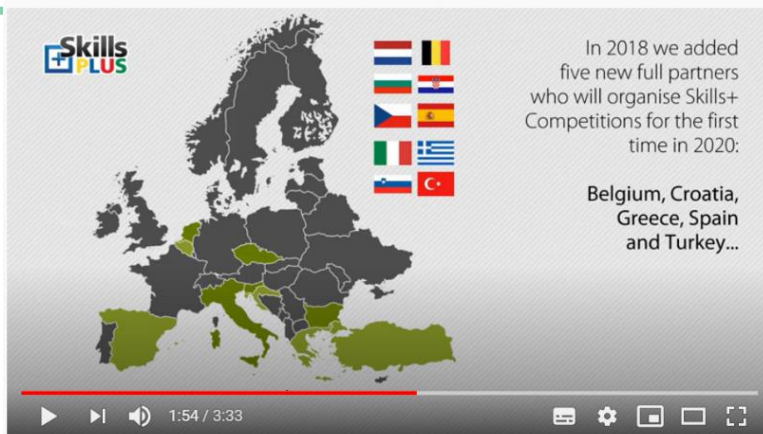 Skills
PLUS
In 2018 we added
five new full partners
who will organise Skills+
Competitions for the first
time in 2020:
Belgium, Croatia,
Greece, Spain
and Turkey...
1:54 / 3:33